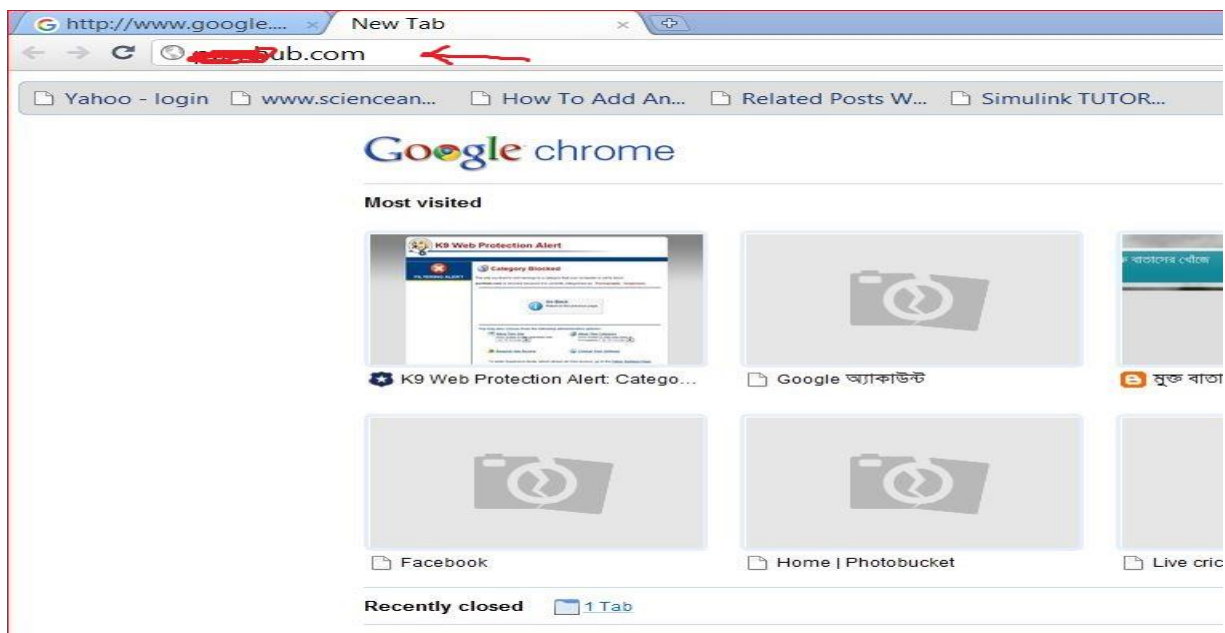 http://www.google.... New Tab
ub.com
Yahoo - login www.sciencean... How To Add An... Related Posts W... Simulink TUTOR...
Google chrome
Most visited
K9 Web Protection Alert
Category Blocked
Go Back
বাতাসের খোঁজে
K9 Web Protection Alert: Catego... Google অ্যাকাউন্ট মুক্ত বাতা
Facebook Home | Photobucket Live cric
Recently closed 1 Tab